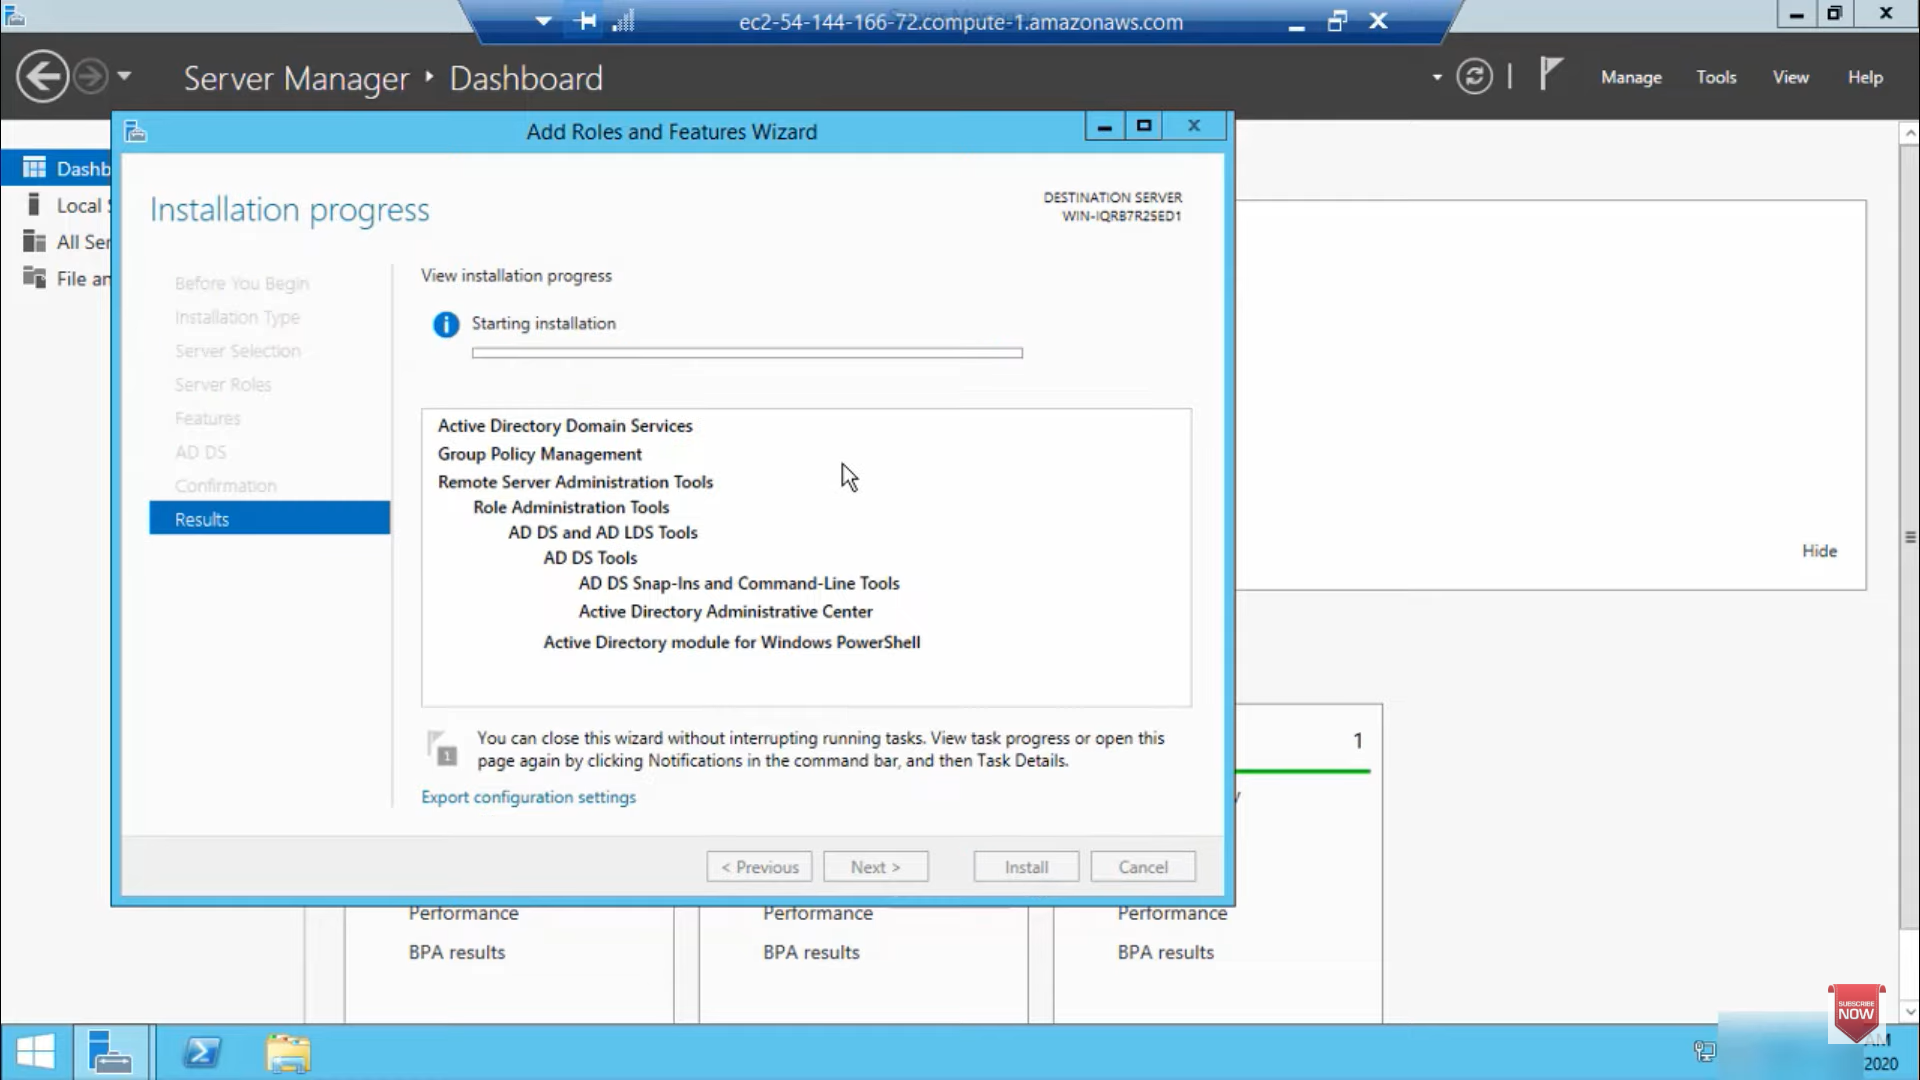 ec2-54-144-166-72.compute-1.amazonaws.com
Server Manager
Dashboard
Manage
Tools
View
Help
Add Roles and Features Wizard
Dashb
Local S
All Ser
File an
Installation progress
DESTINATION SERVER
WIN-IQRB7R25ED1
Before You Begin
Installation Type
Server Selection
Server Roles
Features
AD DS
Confirmation
Results
View installation progress
Starting installation
Active Directory Domain Services
Group Policy Management
Remote Server Administration Tools
Role Administration Tools
AD DS and AD LDS Tools
AD DS Tools
AD DS Snap-Ins and Command-Line Tools
Active Directory Administrative Center
Active Directory module for Windows PowerShell
Hide
1
You can close this wizard without interrupting running tasks. View task progress or open this
page again by clicking Notifications in the command bar, and then Task Details.
1
Export configuration settings
< Previous
Next >
Install
Cancel
Performance
BPA results
Performance
BPA results
Performance
BPA results
SUBSCRIBE
NOW
AM
2020